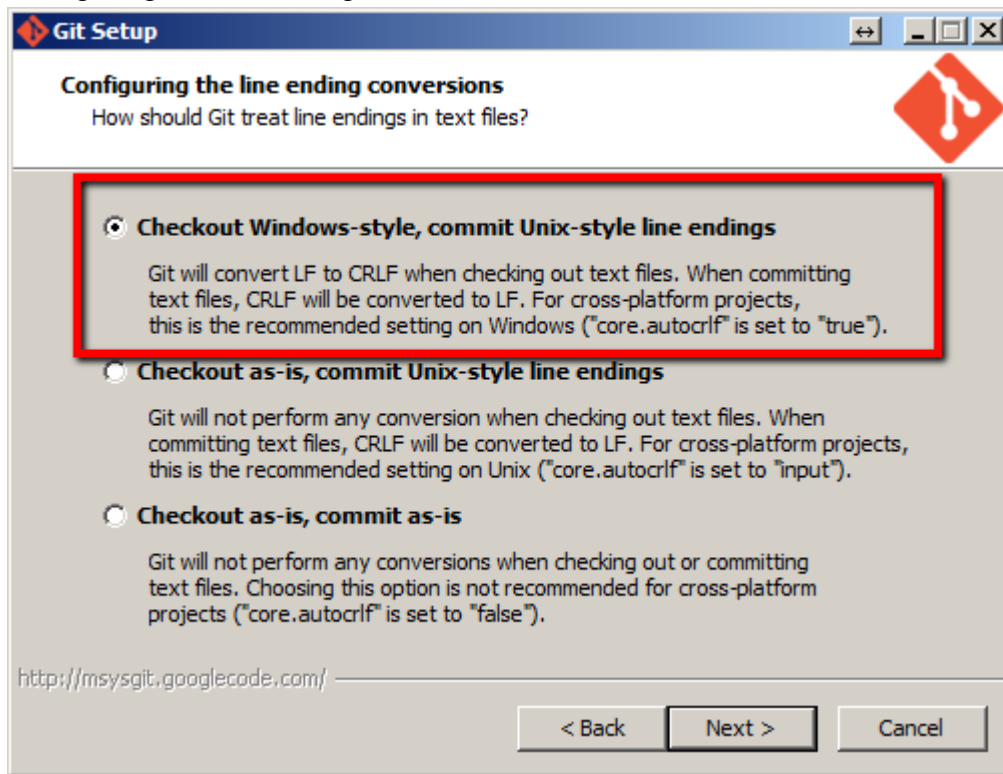 Git Setup
Configuring the line ending conversions
How should Git treat line endings in text files?
Checkout Windows-style, commit Unix-style line endings
Git will convert LF to CRLF when checking out text files. When committing
text files, CRLF will be converted to LF. For cross-platform projects,
this is the recommended setting on Windows ("core.autocrlf" is set to "true").
Checkout as-is, commit Unix-style line endings
Git will not perform any conversion when checking out text files. When
committing text files, CRLF will be converted to LF. For cross-platform projects,
this is the recommended setting on Unix ("core.autocrlf" is set to "input").
Checkout as-is, commit as-is
Git will not perform any conversions when checking out or committing
text files. Choosing this option is not recommended for cross-platform
projects ("core.autocrlf" is set to "false").
http://msysgit.googlecode.com/
< Back
Next >
Cancel